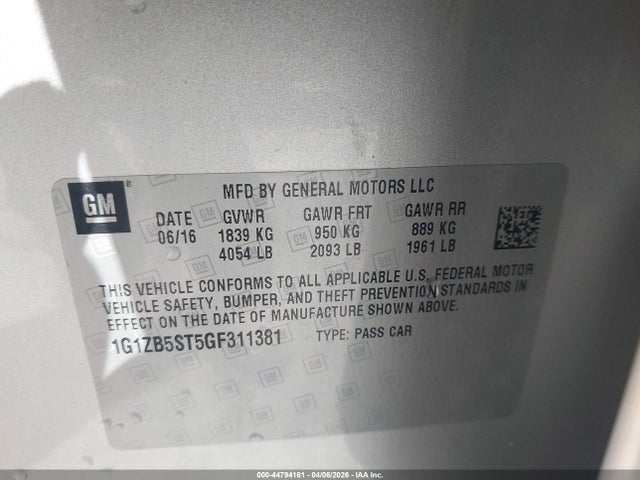 GM ® MFD BY GENERAL MOTORS LLC
DATE GVWR GAWR FRT GAWR RR
06/16 1839 KG 950 KG 889 KG
4054 LB 2093 LB 1961 LB
THIS VEHICLE CONFORMS TO ALL APPLICABLE U.S. FEDERAL MOTOR
VEHICLE SAFETY, BUMPER, AND THEFT PREVENTION STANDARDS IN
EFFECT ON THE DATE OF MANUFACTURE SHOWN ABOVE.
1G1ZB5ST5GF311381 TYPE: PASS CAR
000-44794161 - 04/06/2026 - IAA Inc.